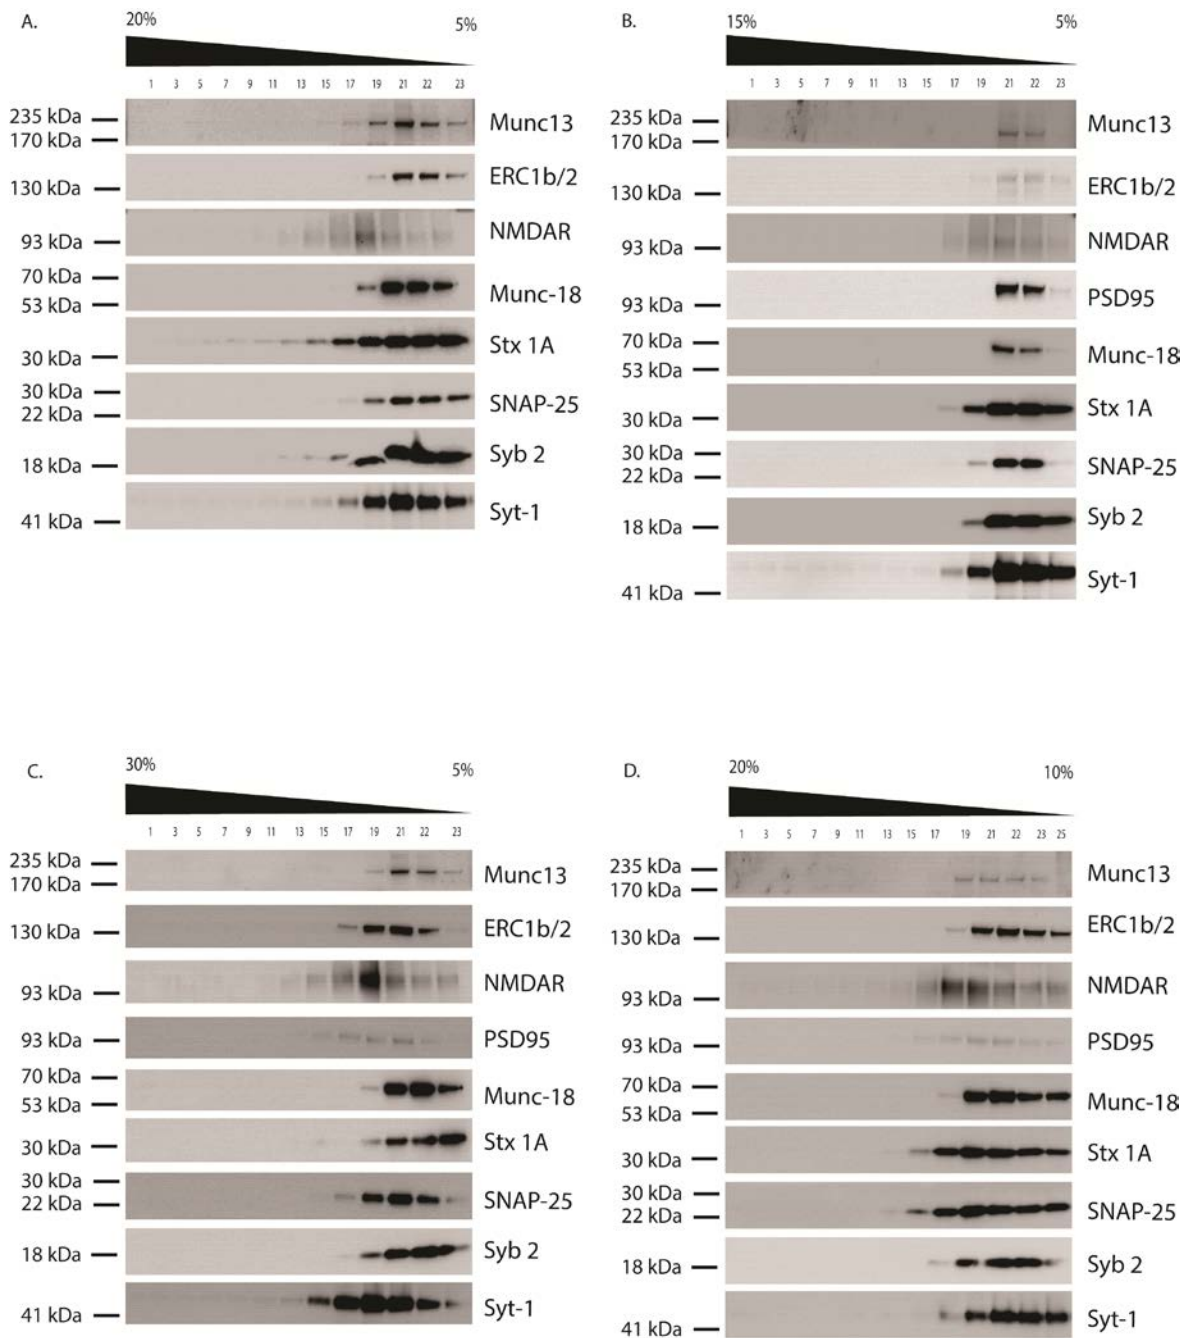 A.
20% 5%
1 3 5 7 9 11 13 15 17 19 21 22 23
235 kDa
170 kDa
Munc13
130 kDa
ERC1b/2
93 kDa
NMDAR
70 kDa
53 kDa
Munc-18
30 kDa
Stx 1A
30 kDa
22 kDa
SNAP-25
18 kDa
Syb 2
41 kDa
Syt-1
B.
15% 5%
1 3 5 7 9 11 13 15 17 19 21 22 23
235 kDa
170 kDa
Munc13
130 kDa
ERC1b/2
93 kDa
NMDAR
93 kDa
PSD95
70 kDa
53 kDa
Munc-18
30 kDa
Stx 1A
30 kDa
22 kDa
SNAP-25
18 kDa
Syb 2
41 kDa
Syt-1
C.
30% 5%
1 3 5 7 9 11 13 15 17 19 21 22 23
235 kDa
170 kDa
Munc13
130 kDa
ERC1b/2
93 kDa
NMDAR
93 kDa
PSD95
70 kDa
53 kDa
Munc-18
30 kDa
Stx 1A
30 kDa
22 kDa
SNAP-25
18 kDa
Syb 2
41 kDa
Syt-1
D.
20% 10%
1 3 5 7 9 11 13 15 17 19 21 22 23 25
235 kDa
170 kDa
Munc13
130 kDa
ERC1b/2
93 kDa
NMDAR
93 kDa
PSD95
70 kDa
53 kDa
Munc-18
30 kDa
Stx 1A
30 kDa
22 kDa
SNAP-25
18 kDa
Syb 2
41 kDa
Syt-1